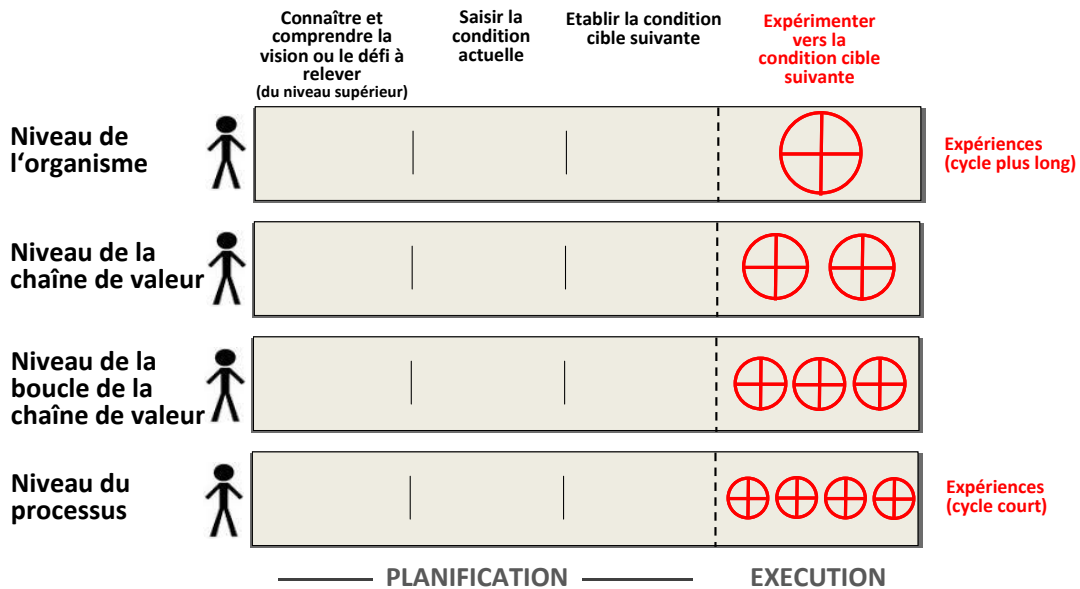 Connaître et
comprendre la
vision ou le défi à
relever
(du niveau supérieur)
Saisir la
condition
actuelle
Etablir la condition
cible suivante
Expérimenter
vers la
condition cible
suivante
Niveau de
l‘organisme
Expériences
(cycle plus long)
Niveau de la
chaîne de valeur
Niveau de la
boucle de la
chaîne de valeur
Niveau du
processus
Expériences
(cycle court)
PLANIFICATION
EXECUTION